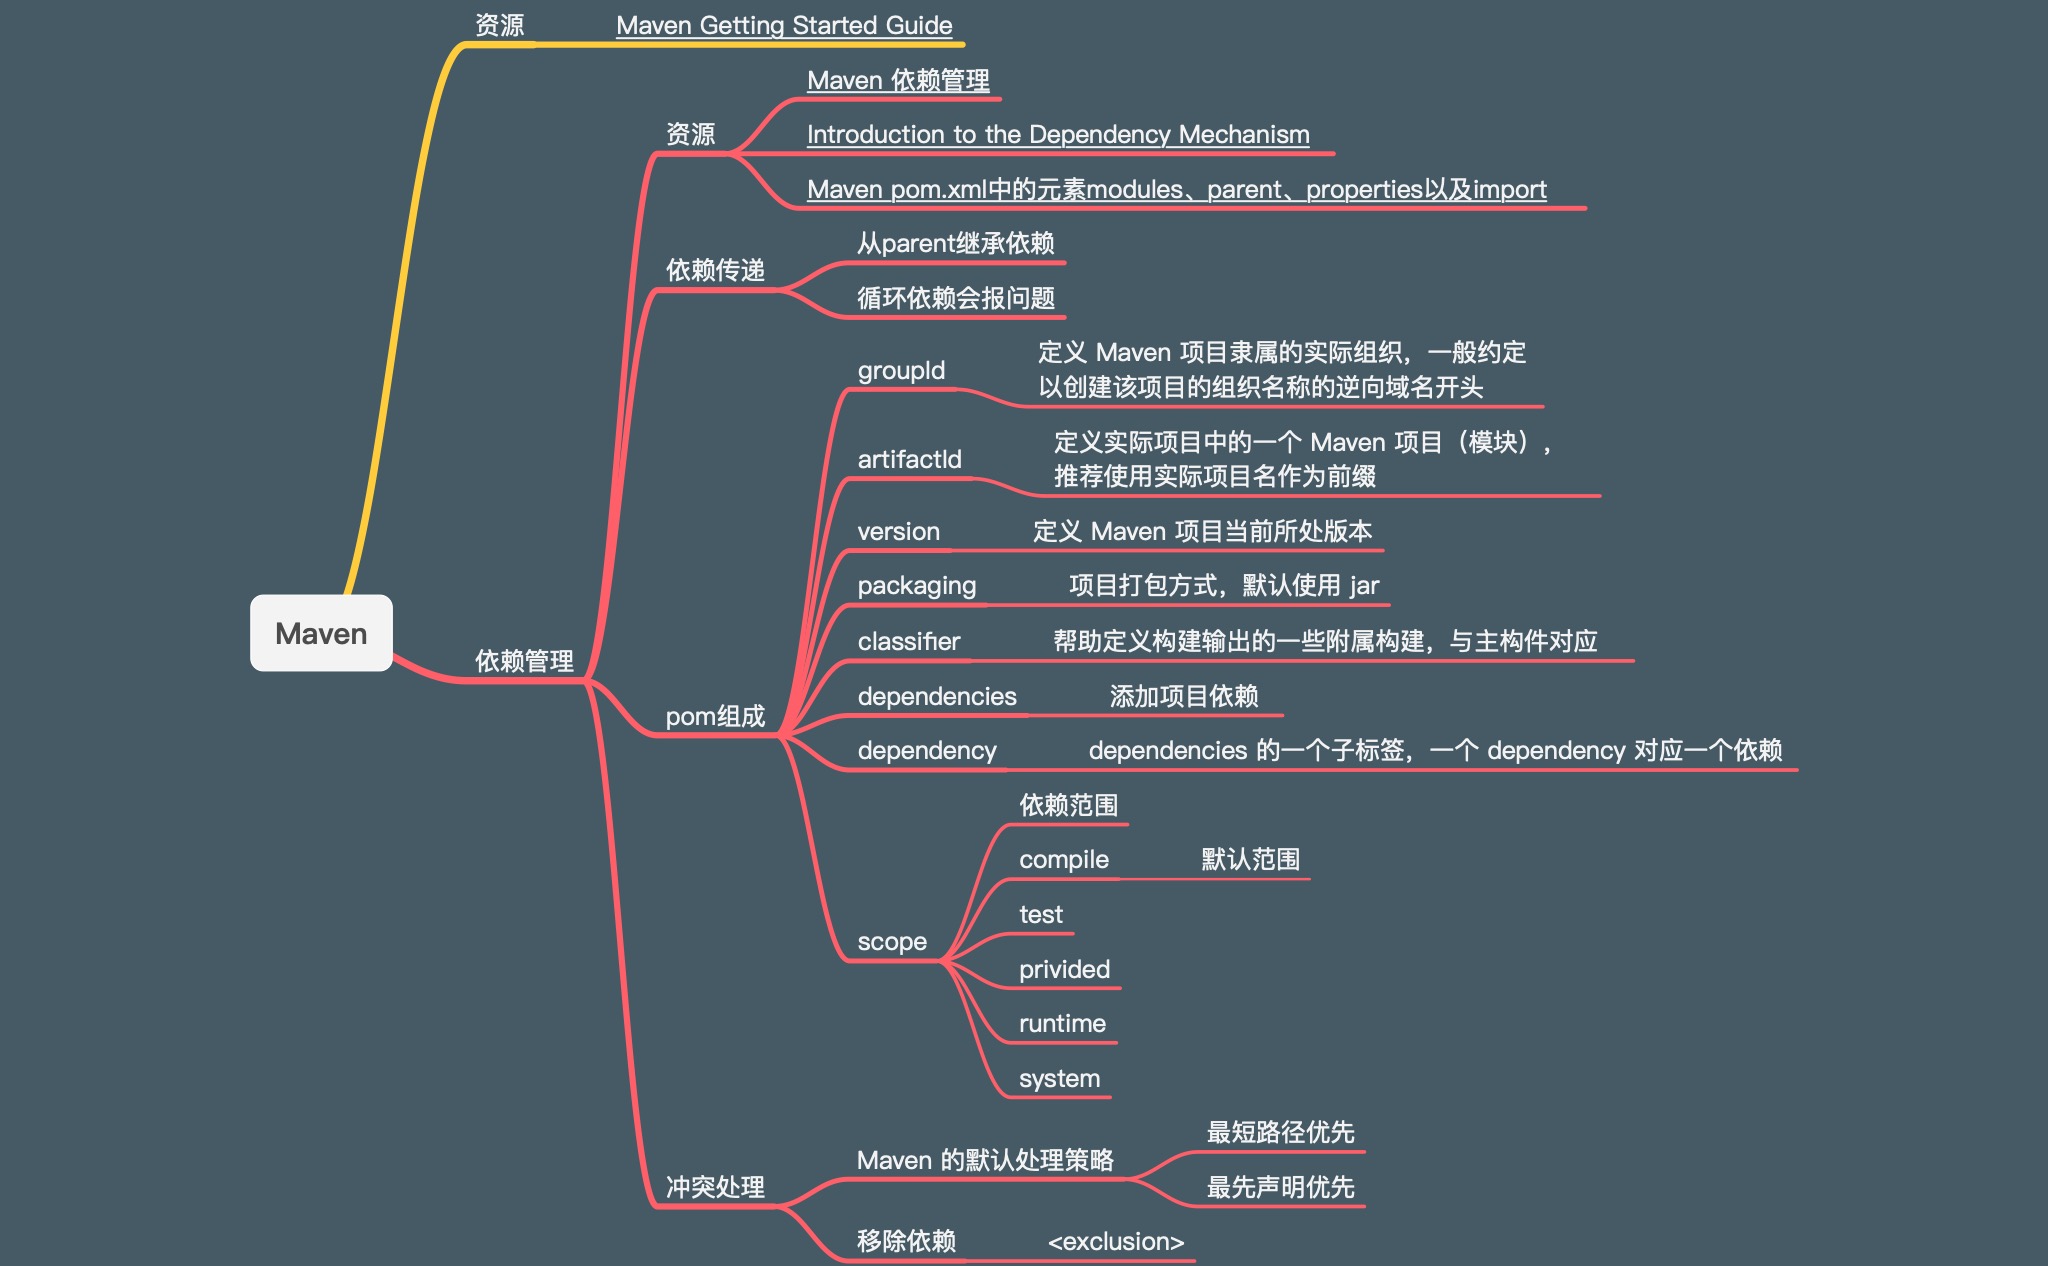 资源
Maven Getting Started Guide
Maven 依赖管理
资源
Introduction to the Dependency Mechanism
Maven pom.xml中的元素modules、parent、properties以及import
从parent继承依赖
依赖传递
循环依赖会报问题
groupId
定义 Maven 项目隶属的实际组织，一般约定
以创建该项目的组织名称的逆向域名开头
artifactId
定义实际项目中的一个 Maven 项目（模块），
推荐使用实际项目名作为前缀
version
定义 Maven 项目当前所处版本
packaging
项目打包方式，默认使用 jar
Maven
依赖管理
classifier
帮助定义构建输出的一些附属构建，与主构件对应
pom组成
dependencies
添加项目依赖
dependency
dependencies 的一个子标签，一个 dependency 对应一个依赖
依赖范围
compile
默认范围
test
scope
privided
runtime
system
最短路径优先
Maven 的默认处理策略
最先声明优先
冲突处理
移除依赖
<exclusion>